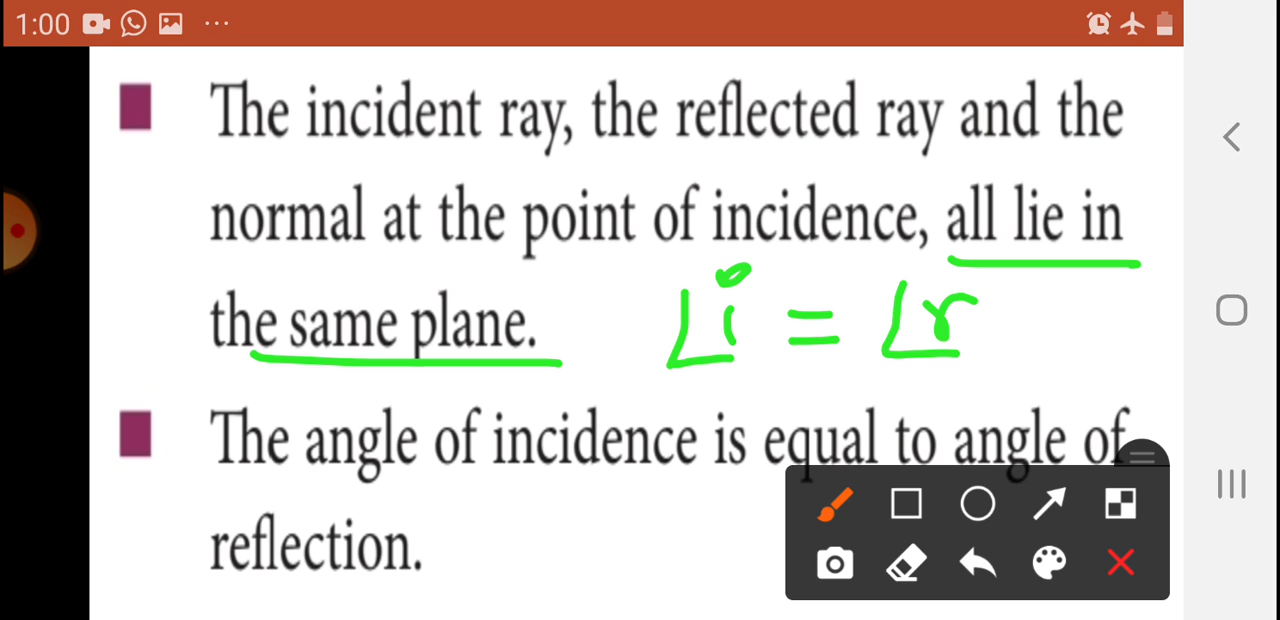 1:00
The incident ray, the reflected ray and the
normal at the point of incidence, all lie in
the same plane. ∠i = ∠r
The angle of incidence is equal to angle of
reflection.